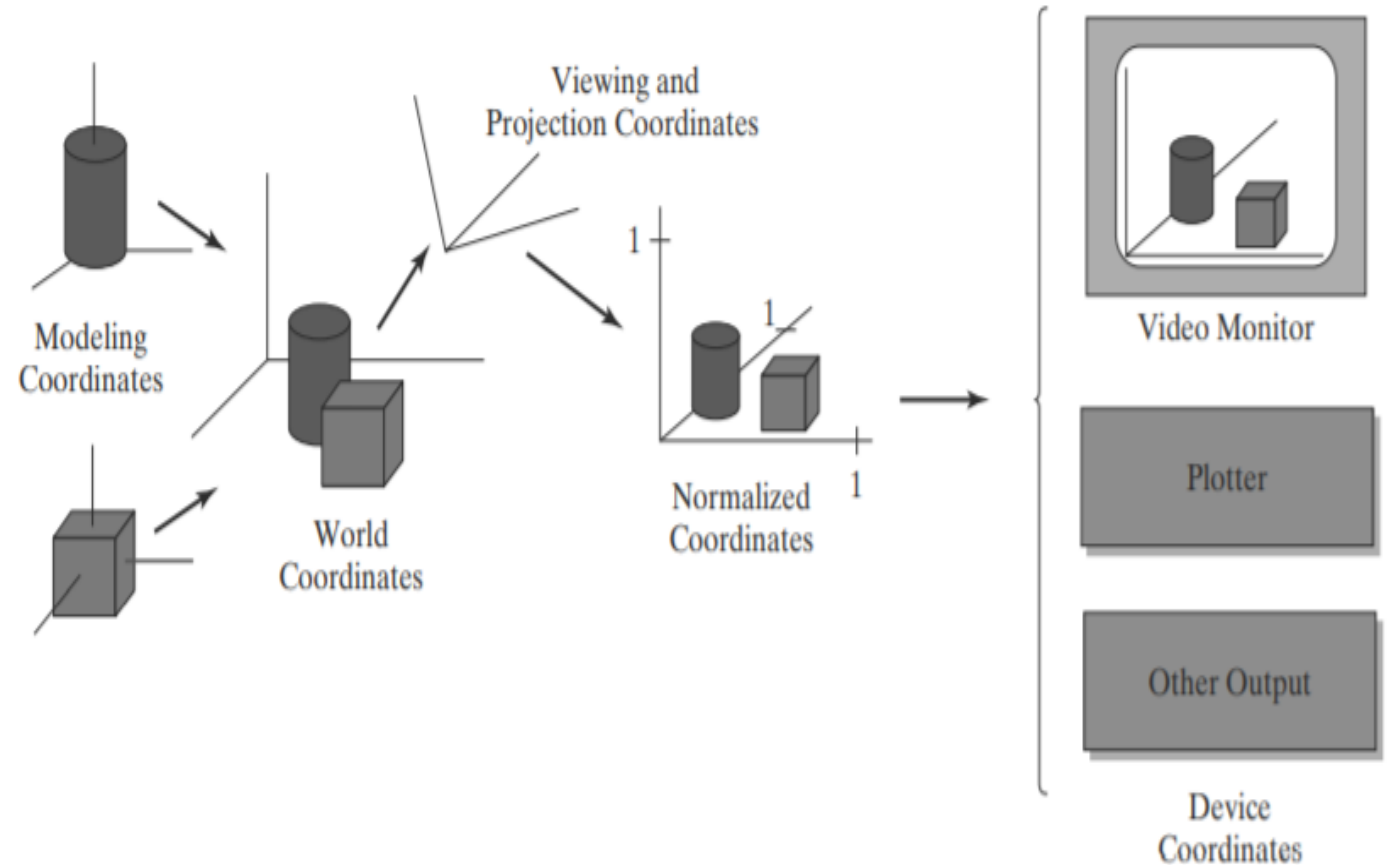 Modeling
Coordinates
World
Coordinates
Viewing and
Projection Coordinates
1
1
1
Normalized
Coordinates
Video Monitor
Plotter
Other Output
Device
Coordinates